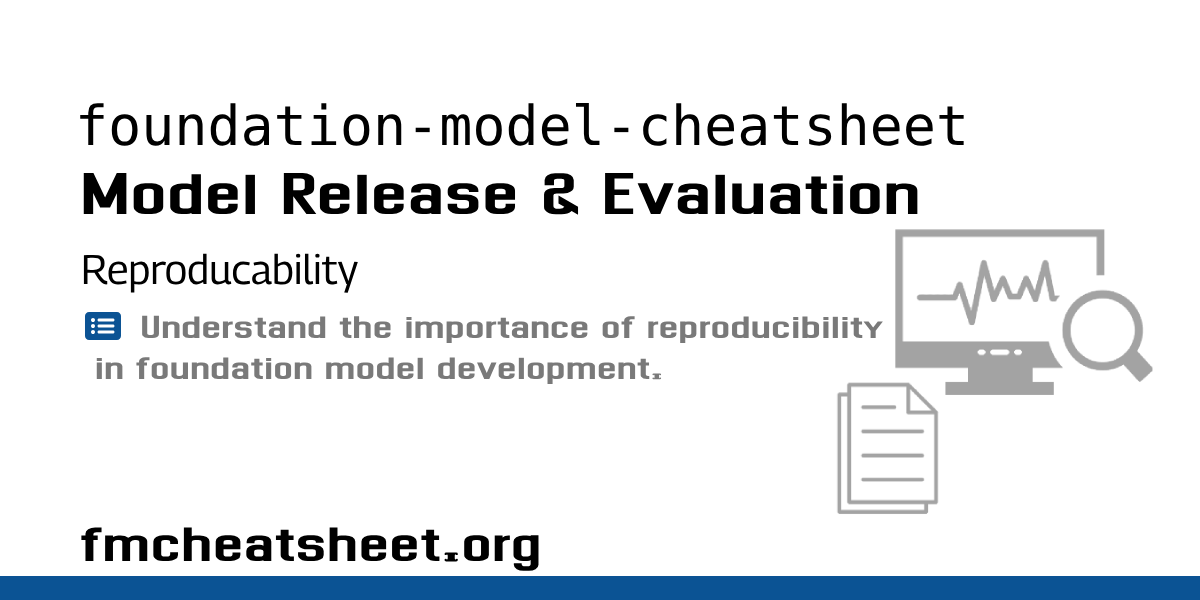 foundation-model-cheatsheet
Model Release & Evaluation
Reproducability
Understand the importance of reproducibility
in foundation model development.
fmcheatsheet.org